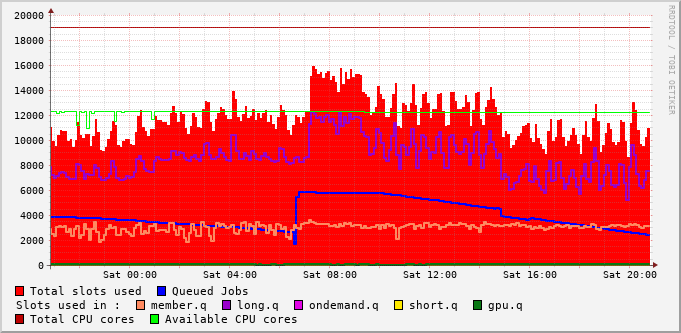 20000
18000
16000
14000
12000
10000
8000
6000
4000
2000
0
Sat 00:00 Sat 04:00 Sat 08:00 Sat 12:00 Sat 16:00 Sat 20:00
Total slots used Queued Jobs
Slots used in : member.q long.q ondemand.q short.q gpu.q
Total CPU cores Available CPU cores
RRDTOOL / TOBI OETIKER